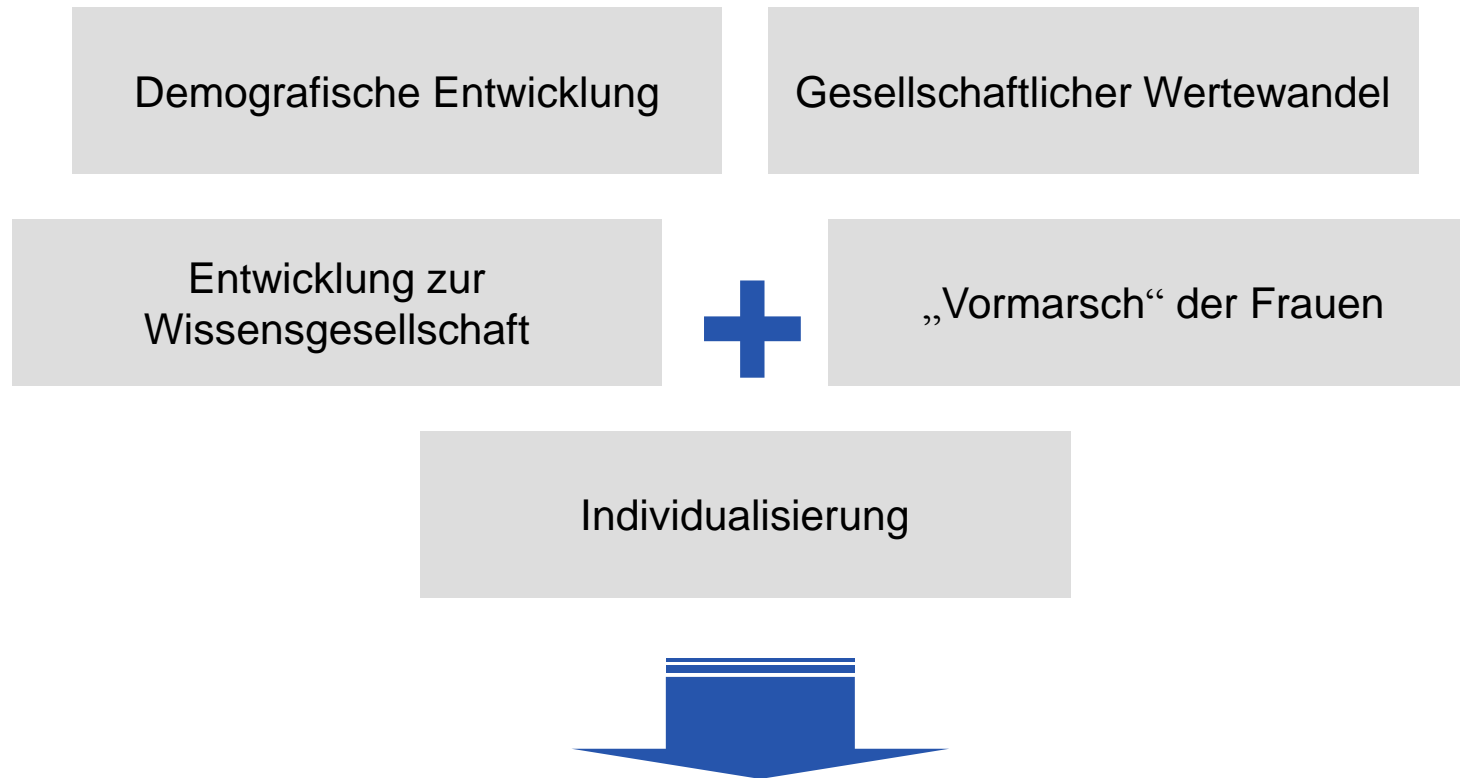 Demografische Entwicklung
Gesellschaftlicher Wertewandel
Entwicklung zur
Wissensgesellschaft
„Vormarsch“ der Frauen
Individualisierung